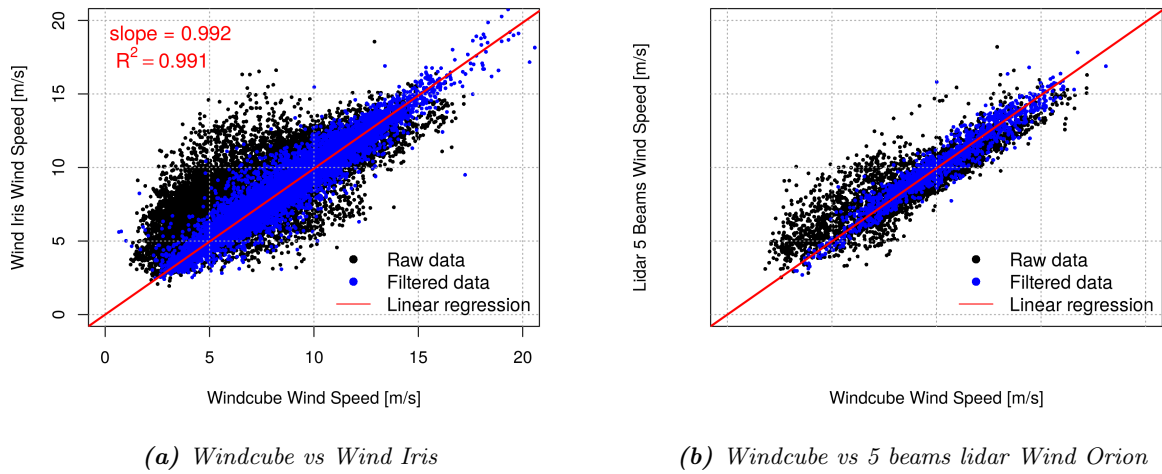 slope = 0.992
R2 = 0.991
Wind Iris Wind Speed [m/s]
20
15
10
5
0
Raw data
Filtered data
Linear regression
0 5 10 15 20
Windcube Wind Speed [m/s]
(a) Windcube vs Wind Iris
Lidar 5 Beams Wind Speed [m/s]
Raw data
Filtered data
Linear regression
Windcube Wind Speed [m/s]
(b) Windcube vs 5 beams lidar Wind Orion